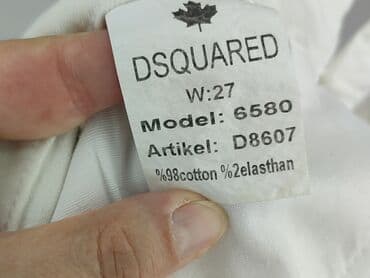 DSQUARED
W:27
Model: 6580
Artikel: D8607
%98cotton %2elasthan